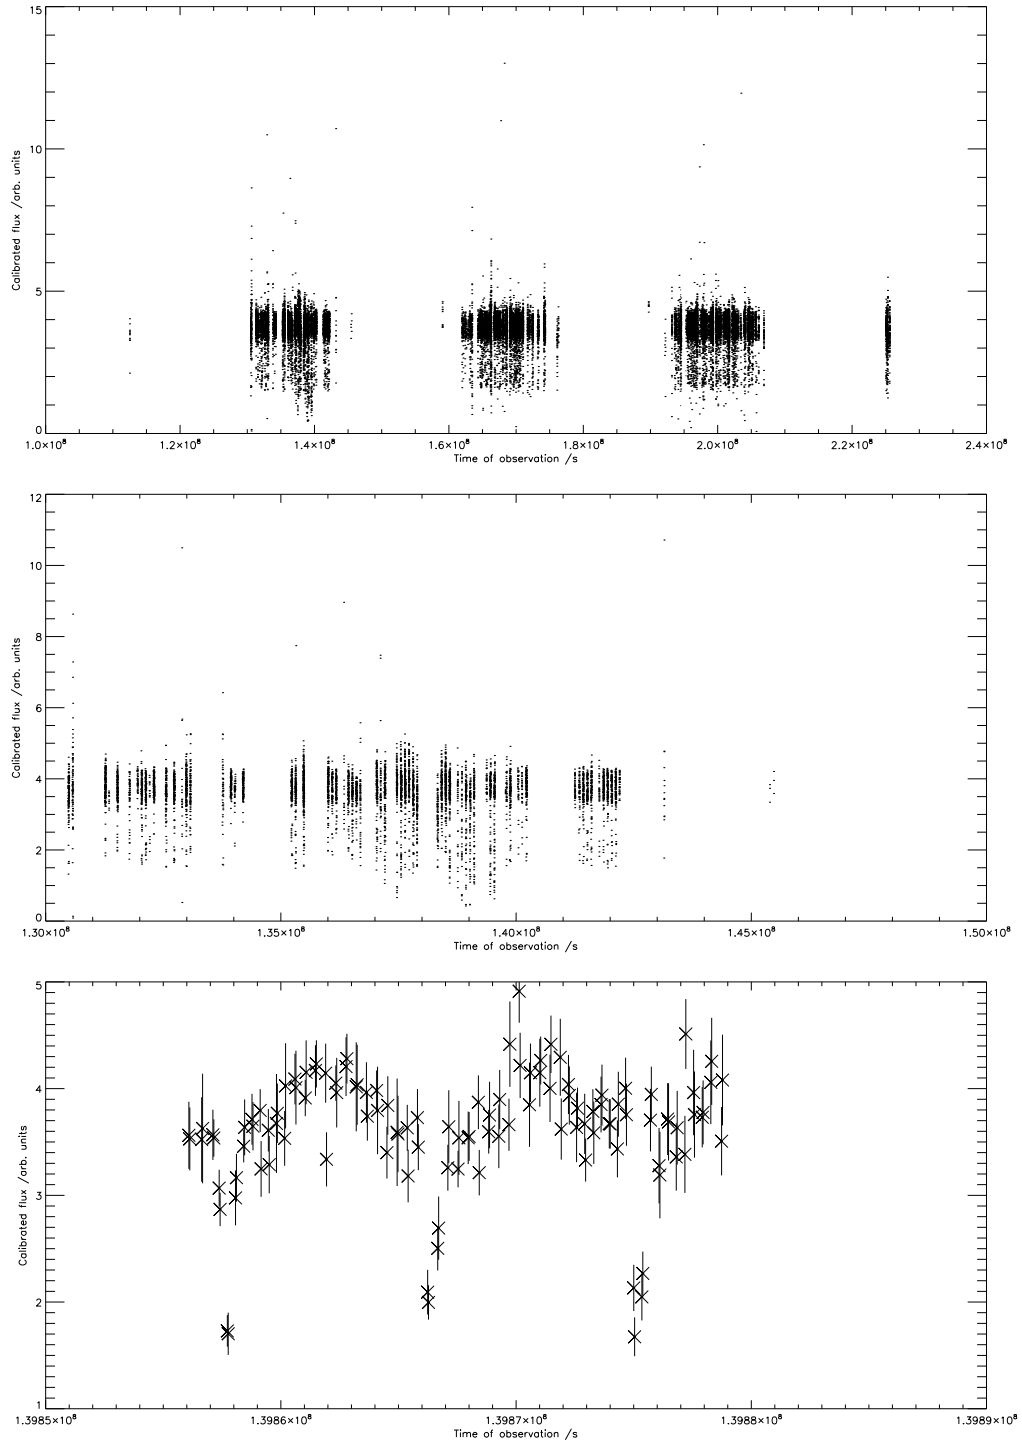 15
10
5
0
Calibrated flux /arb. units
1.0×10⁸ 1.2×10⁸ 1.4×10⁸ 1.6×10⁸ 1.8×10⁸ 2.0×10⁸ 2.2×10⁸ 2.4×10⁸
Time of observation /s
12
10
8
6
4
2
0
Calibrated flux /arb. units
1.30×10⁸ 1.35×10⁸ 1.40×10⁸ 1.45×10⁸ 1.50×10⁸
Time of observation /s
5
4
3
2
1
Calibrated flux /arb. units
1.3985×10⁸ 1.3986×10⁸ 1.3987×10⁸ 1.3988×10⁸ 1.3989×10⁸
Time of observation /s